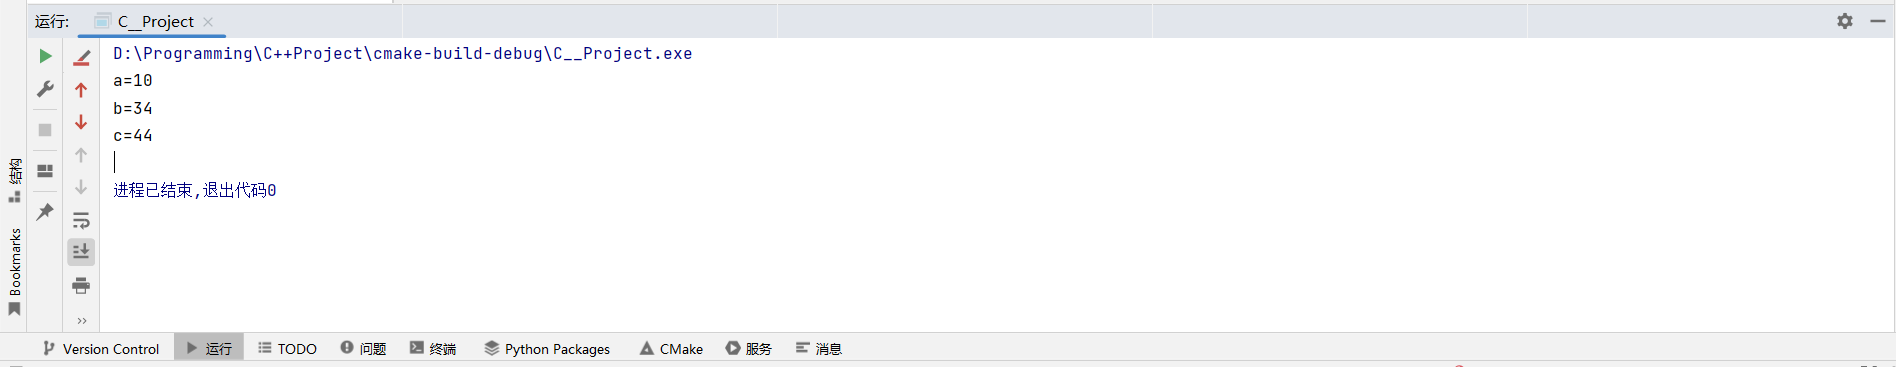 运行: C__Project
D:\Programming\C++Project\cmake-build-debug\C__Project.exe
a=10
b=34
c=44
进程已结束,退出代码0
结构
Bookmarks
Version Control 运行 TODO 问题 终端 Python Packages CMake 服务 消息